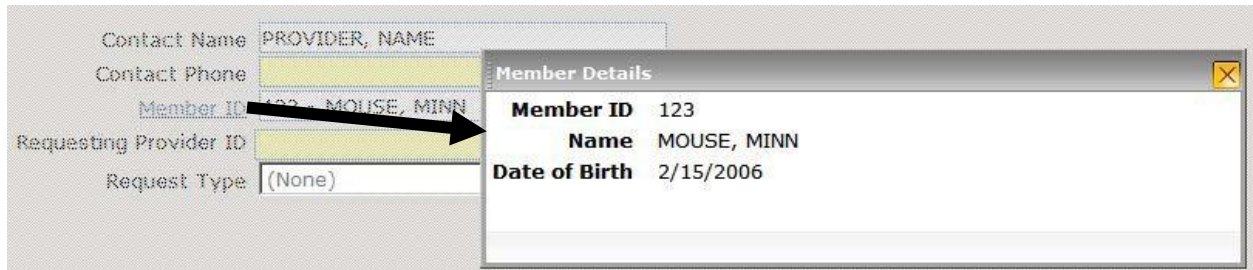 Contact Name PROVIDER, NAME
Contact Phone
Member ID 123 - MOUSE, MINN
Requesting Provider ID
Request Type (None)
Member Details
Member ID 123
Name MOUSE, MINN
Date of Birth 2/15/2006